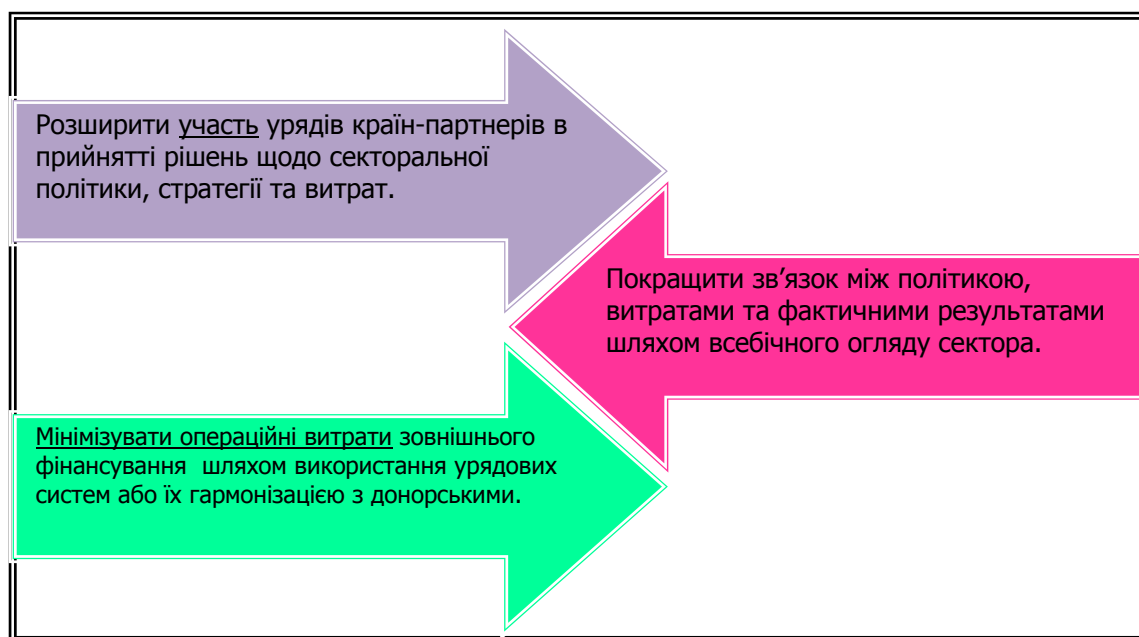 Розширити участь урядів країн-партнерів в
прийнятті рішень щодо секторальної
політики, стратегії та витрат.
Покращити зв’язок між політикою,
витратами та фактичними результатами
шляхом всебічного огляду сектора.
Мінімізувати операційні витрати зовнішнього
фінансування  шляхом використання урядових
систем або їх гармонізацією з донорськими.